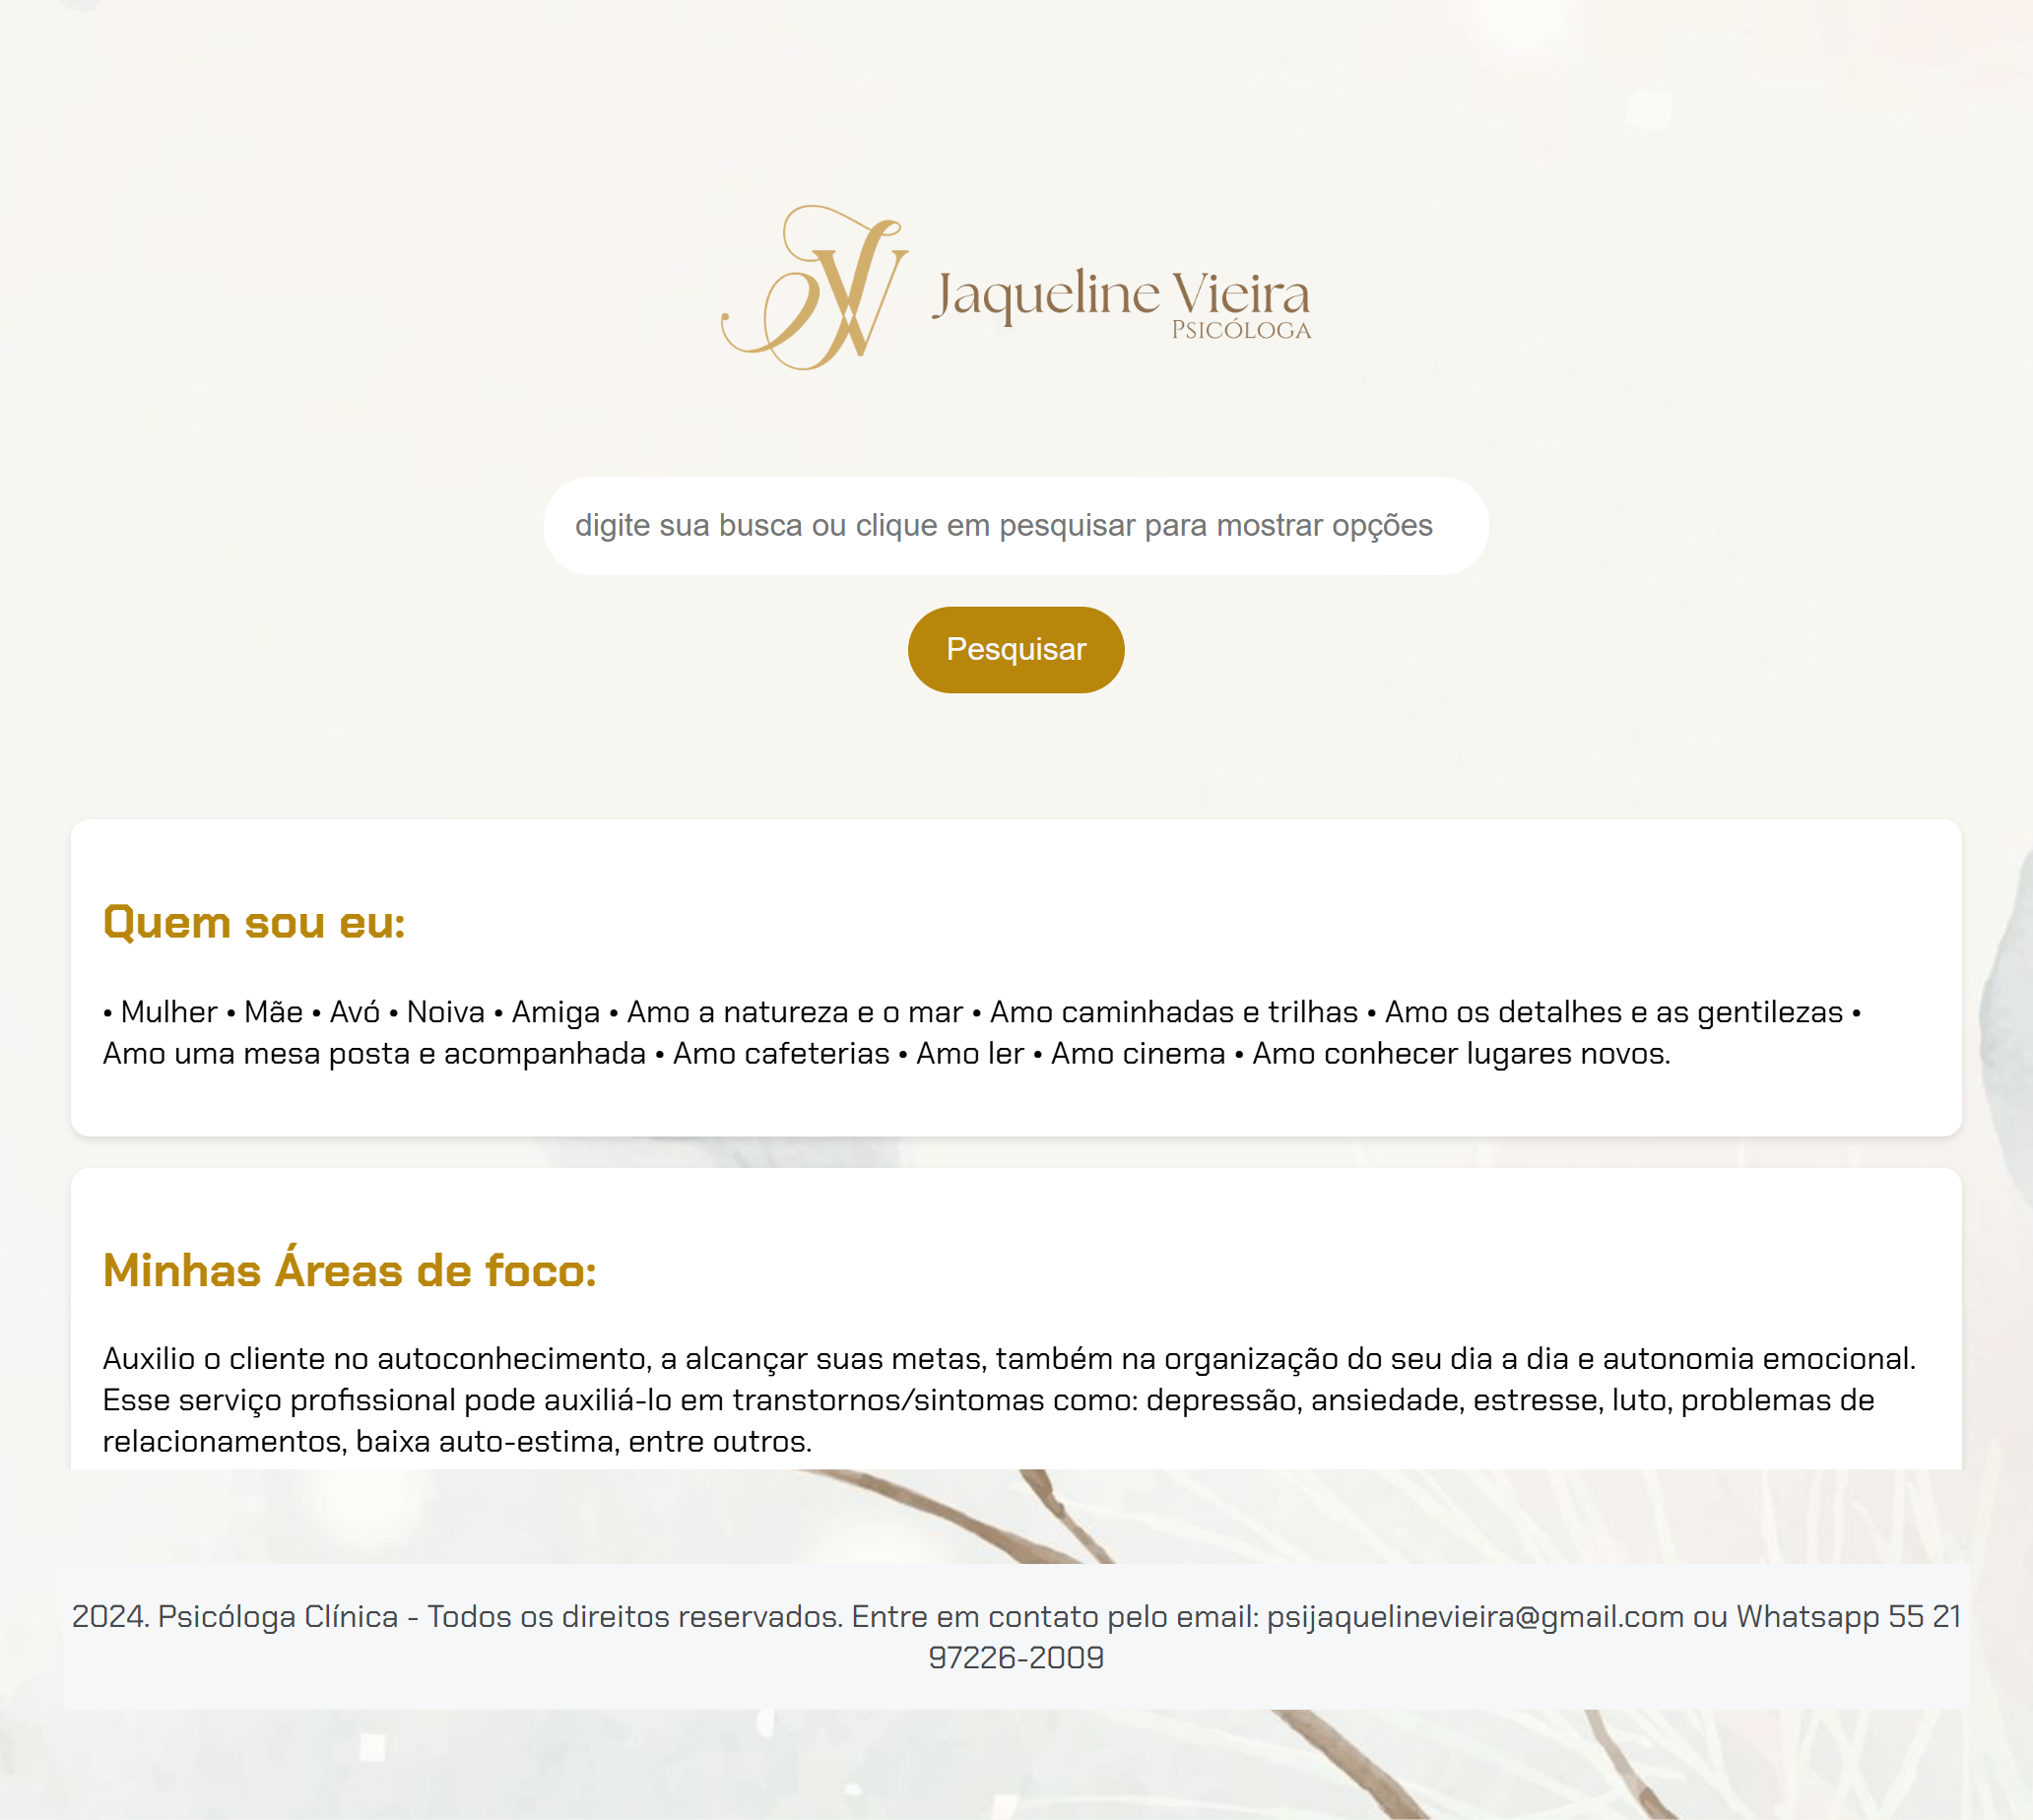 JV
Jaqueline Vieira
PSICÓLOGA
digite sua busca ou clique em pesquisar para mostrar opções
Pesquisar
Quem sou eu:
• Mulher • Mãe • Avó • Noiva • Amiga • Amo a natureza e o mar • Amo caminhadas e trilhas • Amo os detalhes e as gentilezas •
Amo uma mesa posta e acompanhada • Amo cafeterias • Amo ler • Amo cinema • Amo conhecer lugares novos.
Minhas Áreas de foco:
Auxilio o cliente no autoconhecimento, a alcançar suas metas, também na organização do seu dia a dia e autonomia emocional.
Esse serviço profissional pode auxiliá-lo em transtornos/sintomas como: depressão, ansiedade, estresse, luto, problemas de
relacionamentos, baixa auto-estima, entre outros.
2024. Psicóloga Clínica - Todos os direitos reservados. Entre em contato pelo email: psijaquelinevieira@gmail.com ou Whatsapp 55 21
97226-2009